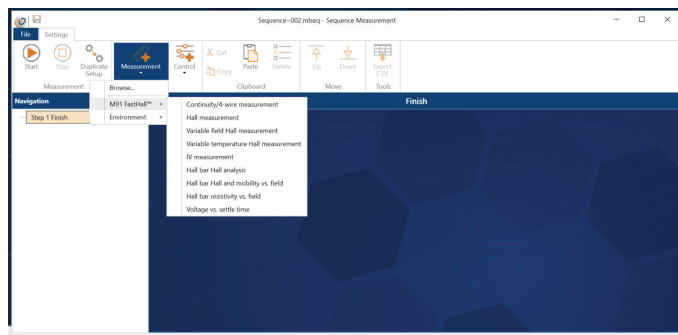 Sequence~002.mlseq - Sequence Measurement
File Settings
Start Stop Duplicate Setup Measurement Control Cut Copy Paste Delete Up Down Export CSV
Measurement Clipboard Move Tools
Browse...
M91 FastHall™
Environment
Navigation
Finish
Step 1 Finish
Continuity/4-wire measurement
Hall measurement
Variable field Hall measurement
Variable temperature Hall measurement
IV measurement
Hall bar Hall analysis
Hall bar Hall and mobility vs. field
Hall bar resistivity vs. field
Voltage vs. settle time